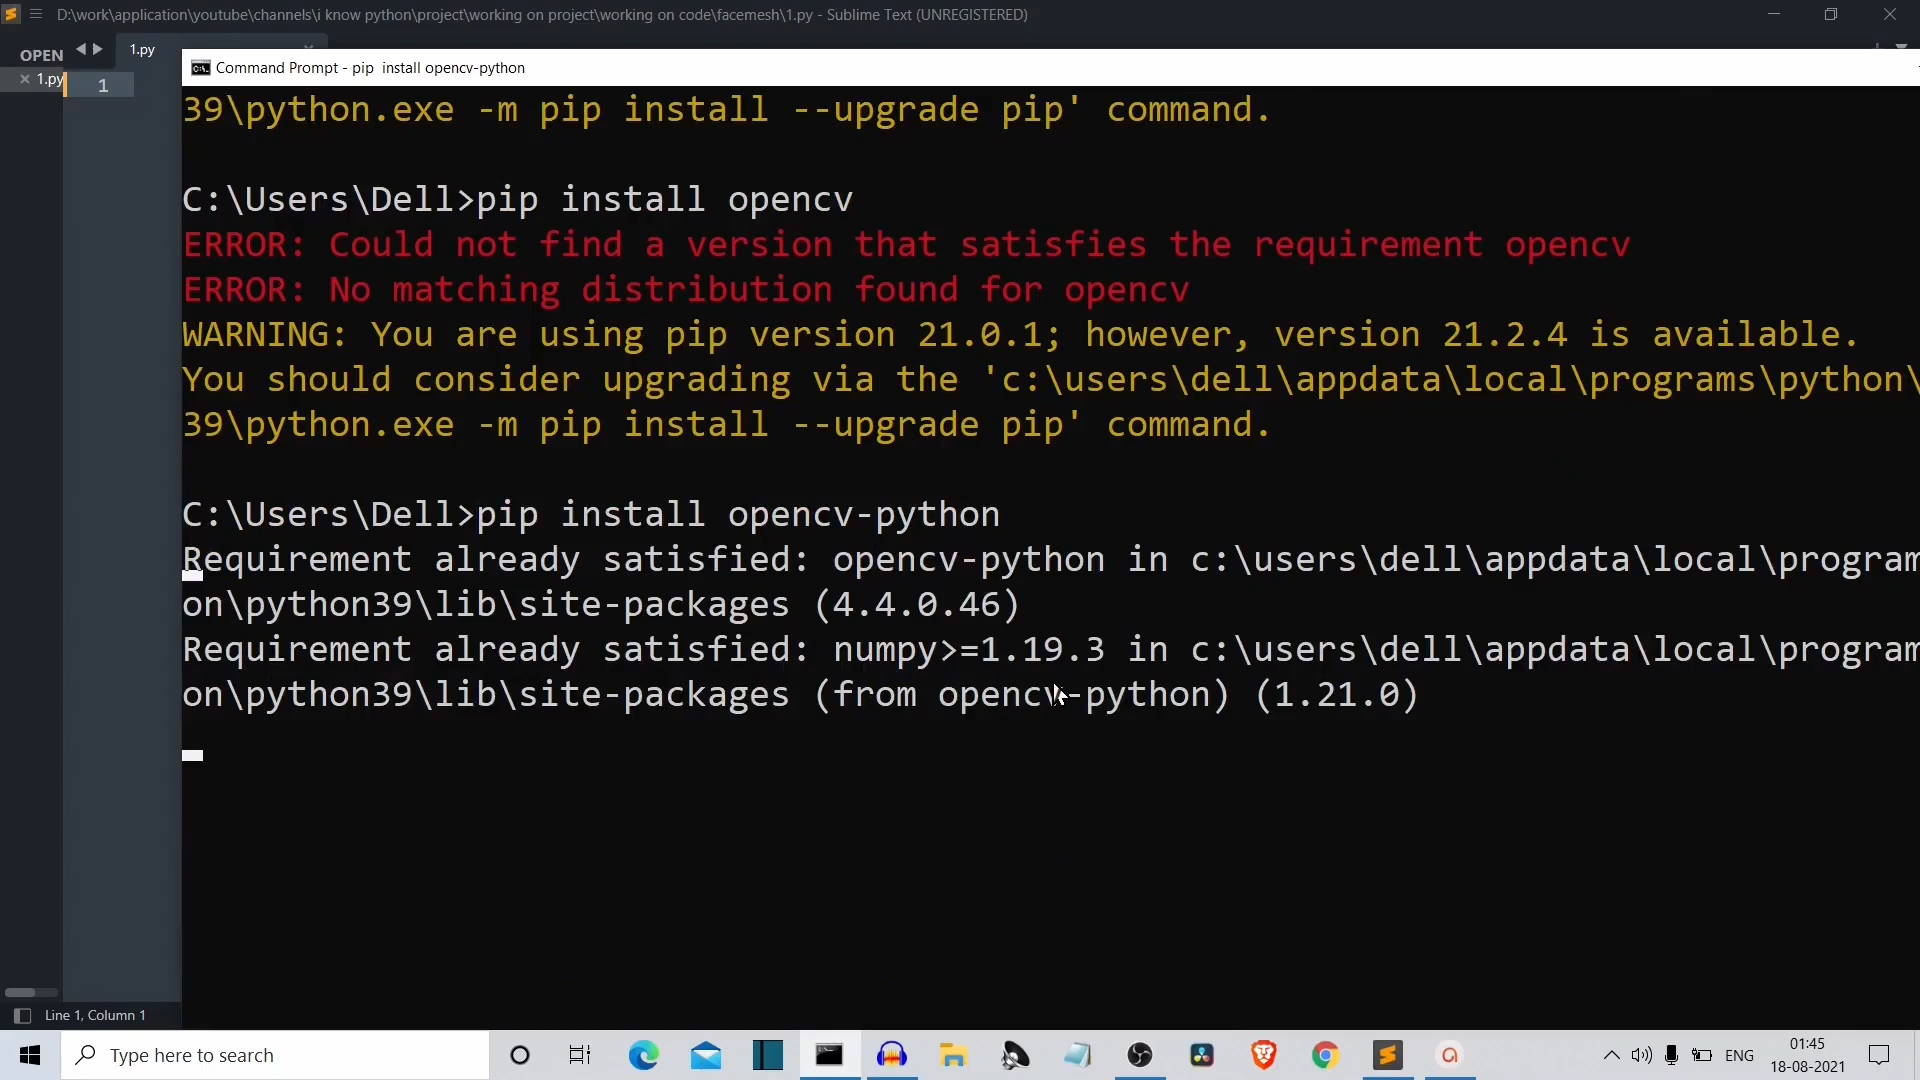 D:\work\application\youtube\channels\i know python\project\working on project\working on code\facemesh\1.py - Sublime Text (UNREGISTERED)
OPEN
1.py
1.py
1
Command Prompt - pip  install opencv-python
39\python.exe -m pip install --upgrade pip' command.
C:\Users\Dell>pip install opencv
ERROR: Could not find a version that satisfies the requirement opencv
ERROR: No matching distribution found for opencv
WARNING: You are using pip version 21.0.1; however, version 21.2.4 is available.
You should consider upgrading via the 'c:\users\dell\appdata\local\programs\python\
39\python.exe -m pip install --upgrade pip' command.
C:\Users\Dell>pip install opencv-python
Requirement already satisfied: opencv-python in c:\users\dell\appdata\local\program
on\python39\lib\site-packages (4.4.0.46)
Requirement already satisfied: numpy>=1.19.3 in c:\users\dell\appdata\local\program
on\python39\lib\site-packages (from opencv-python) (1.21.0)
Line 1, Column 1
Type here to search
ENG
01:45
18-08-2021